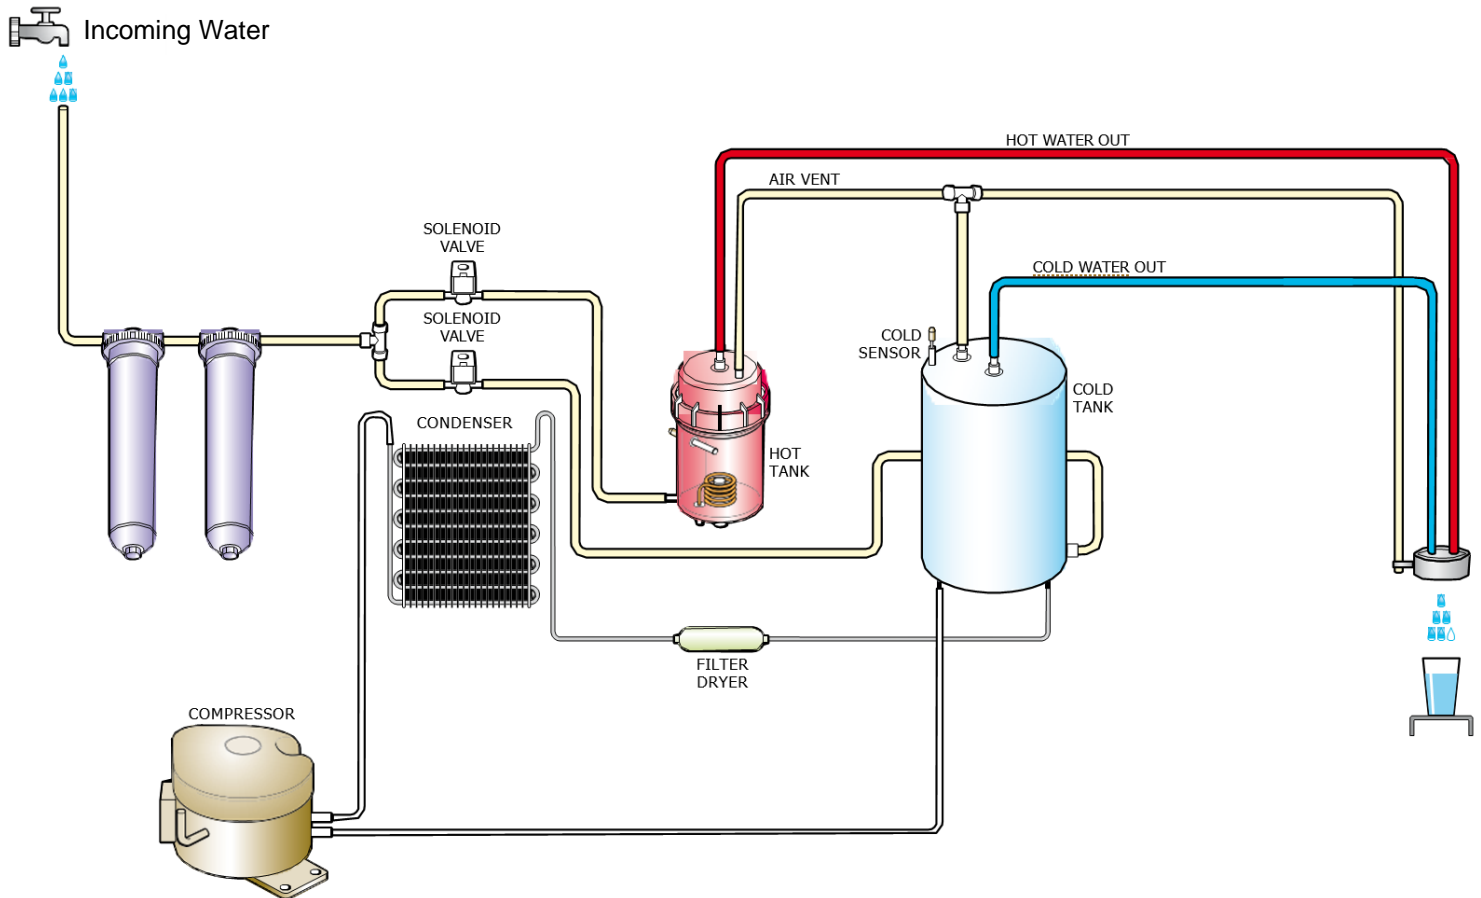 Incoming Water
HOT WATER OUT
AIR VENT
SOLENOID
VALVE
COLD WATER OUT
SOLENOID
VALVE
COLD
SENSOR
COLD
TANK
CONDENSER
HOT
TANK
FILTER
DRYER
COMPRESSOR